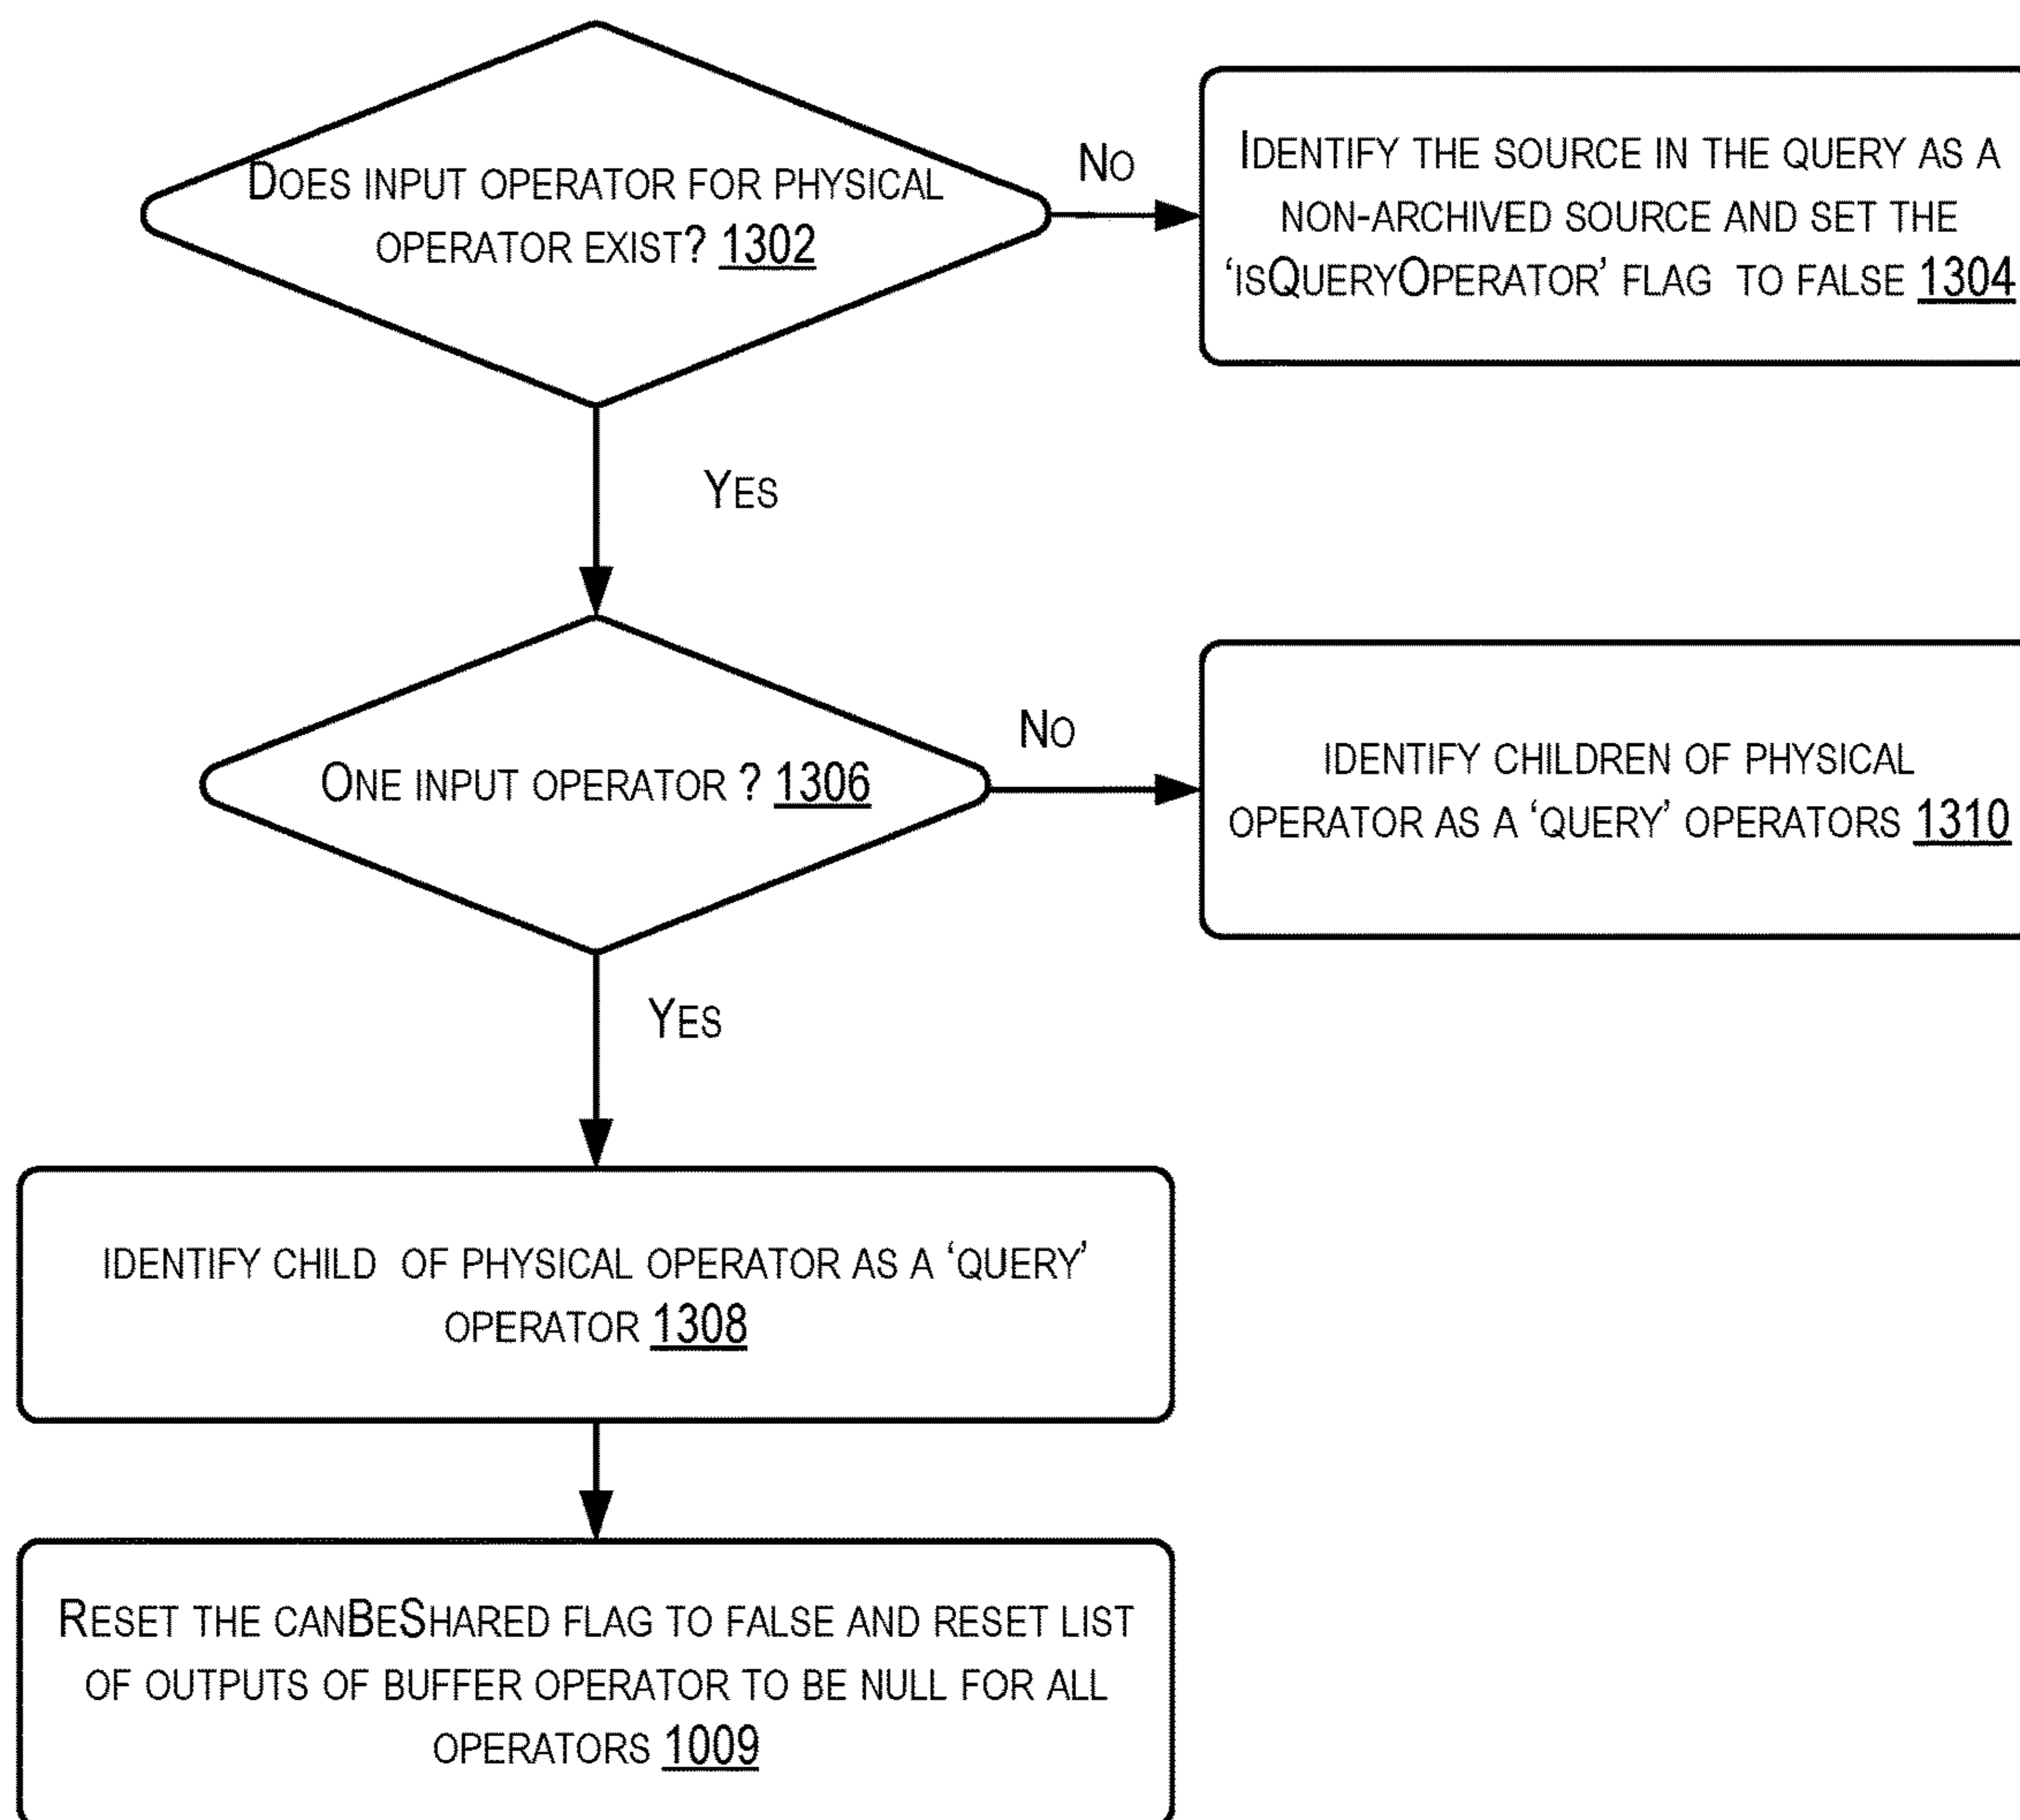 DOES INPUT OPERATOR FOR PHYSICAL
OPERATOR EXIST? 1302
NO
IDENTIFY THE SOURCE IN THE QUERY AS A
NON-ARCHIVED SOURCE AND SET THE
‘ISQUERYOPERATOR’ FLAG TO FALSE 1304
YES
ONE INPUT OPERATOR ? 1306
NO
IDENTIFY CHILDREN OF PHYSICAL
OPERATOR AS A ‘QUERY’ OPERATORS 1310
YES
IDENTIFY CHILD OF PHYSICAL OPERATOR AS A ‘QUERY’
OPERATOR 1308
RESET THE CANBESHARED FLAG TO FALSE AND RESET LIST
OF OUTPUTS OF BUFFER OPERATOR TO BE NULL FOR ALL
OPERATORS 1009